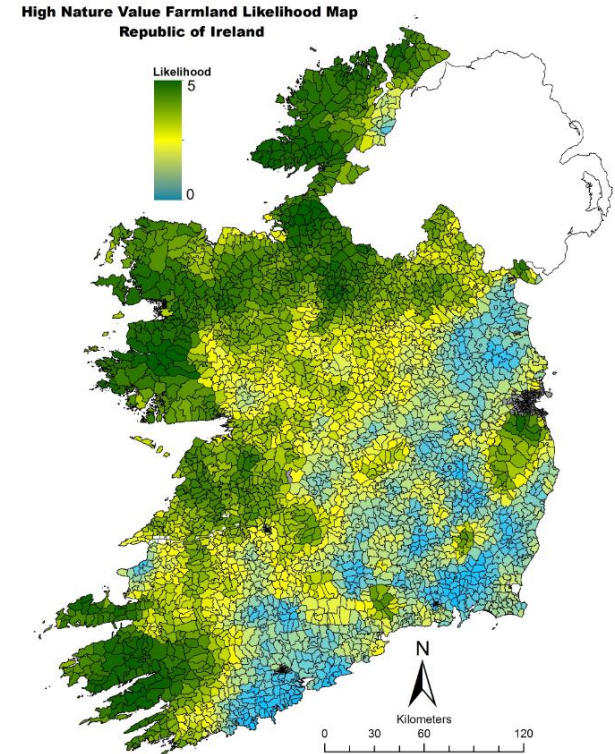 High Nature Value Farmland Likelihood Map
Republic of Ireland
Likelihood
5
0
N
Kilometers
0 30 60 120